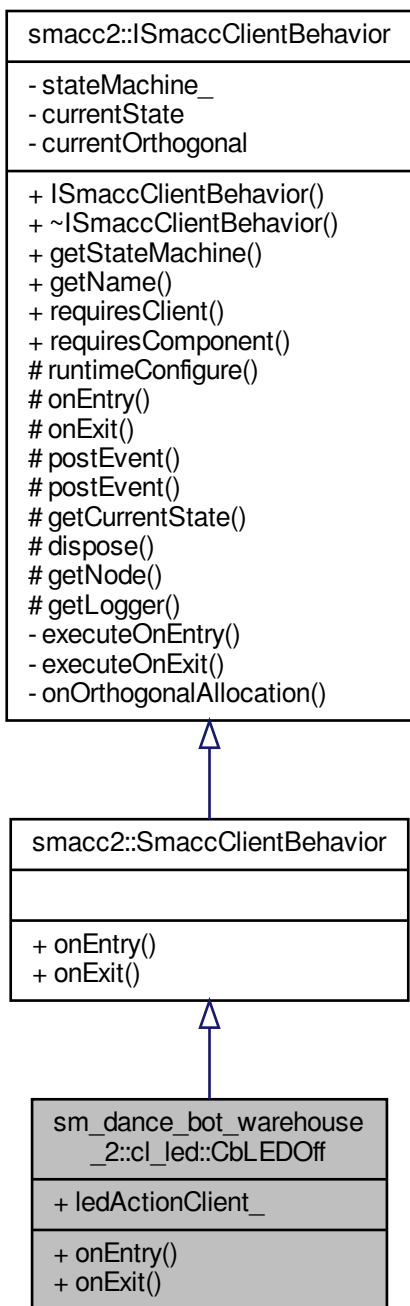 smacc2::ISmaccClientBehavior
- stateMachine_
- currentState
- currentOrthogonal
+ ISmaccClientBehavior()
+ ~ISmaccClientBehavior()
+ getStateMachine()
+ getName()
+ requiresClient()
+ requiresComponent()
# runtimeConfigure()
# onEntry()
# onExit()
# postEvent()
# postEvent()
# getCurrentState()
# dispose()
# getNode()
# getLogger()
- executeOnEntry()
- executeOnExit()
- onOrthogonalAllocation()
smacc2::SmaccClientBehavior
+ onEntry()
+ onExit()
sm_dance_bot_warehouse
_2::cl_led::CbLEDOff
+ ledActionClient_
+ onEntry()
+ onExit()